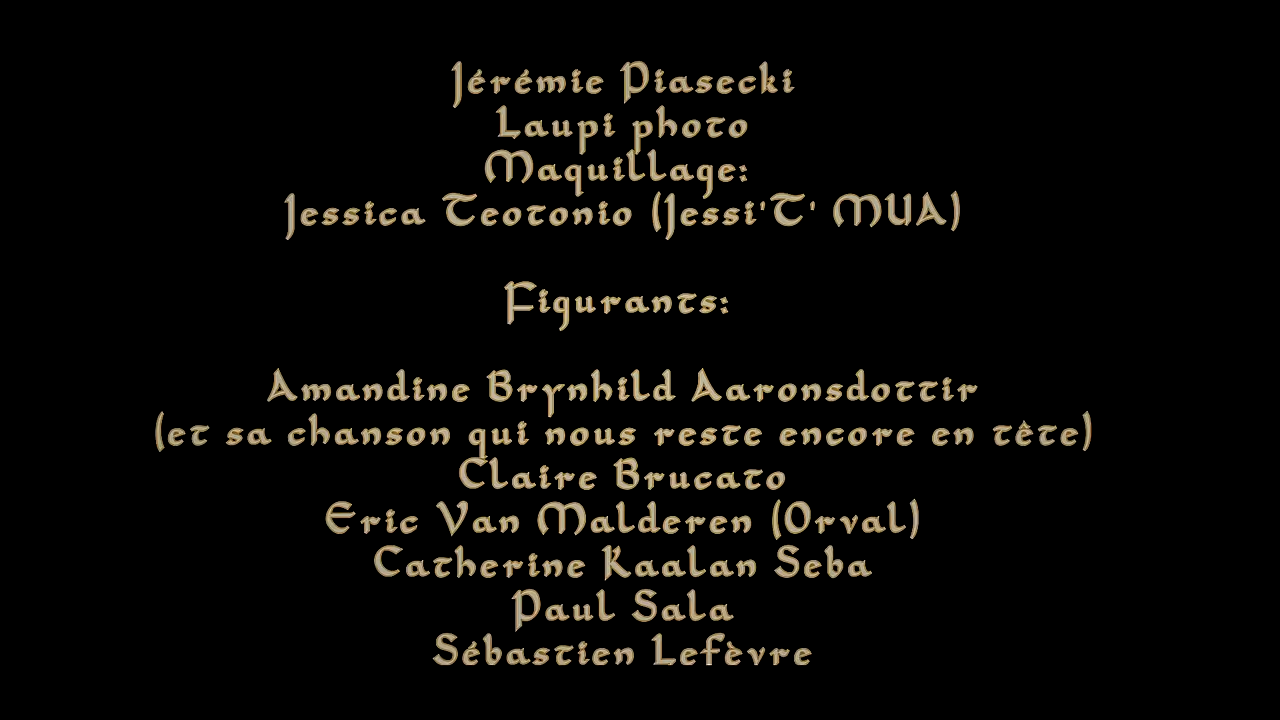 Jérémie Piasecki
Laupi photo
Maquillage:
Jessica Teotonio (Jessi'T' MUA)
Figurants:
Amandine Brynhild Aaronsdottir
(et sa chanson qui nous reste encore en tête)
Claire Brucato
Eric Van Malderen (Orval)
Catherine Kaalan Seba
Paul Sala
Sébastien Lefèvre